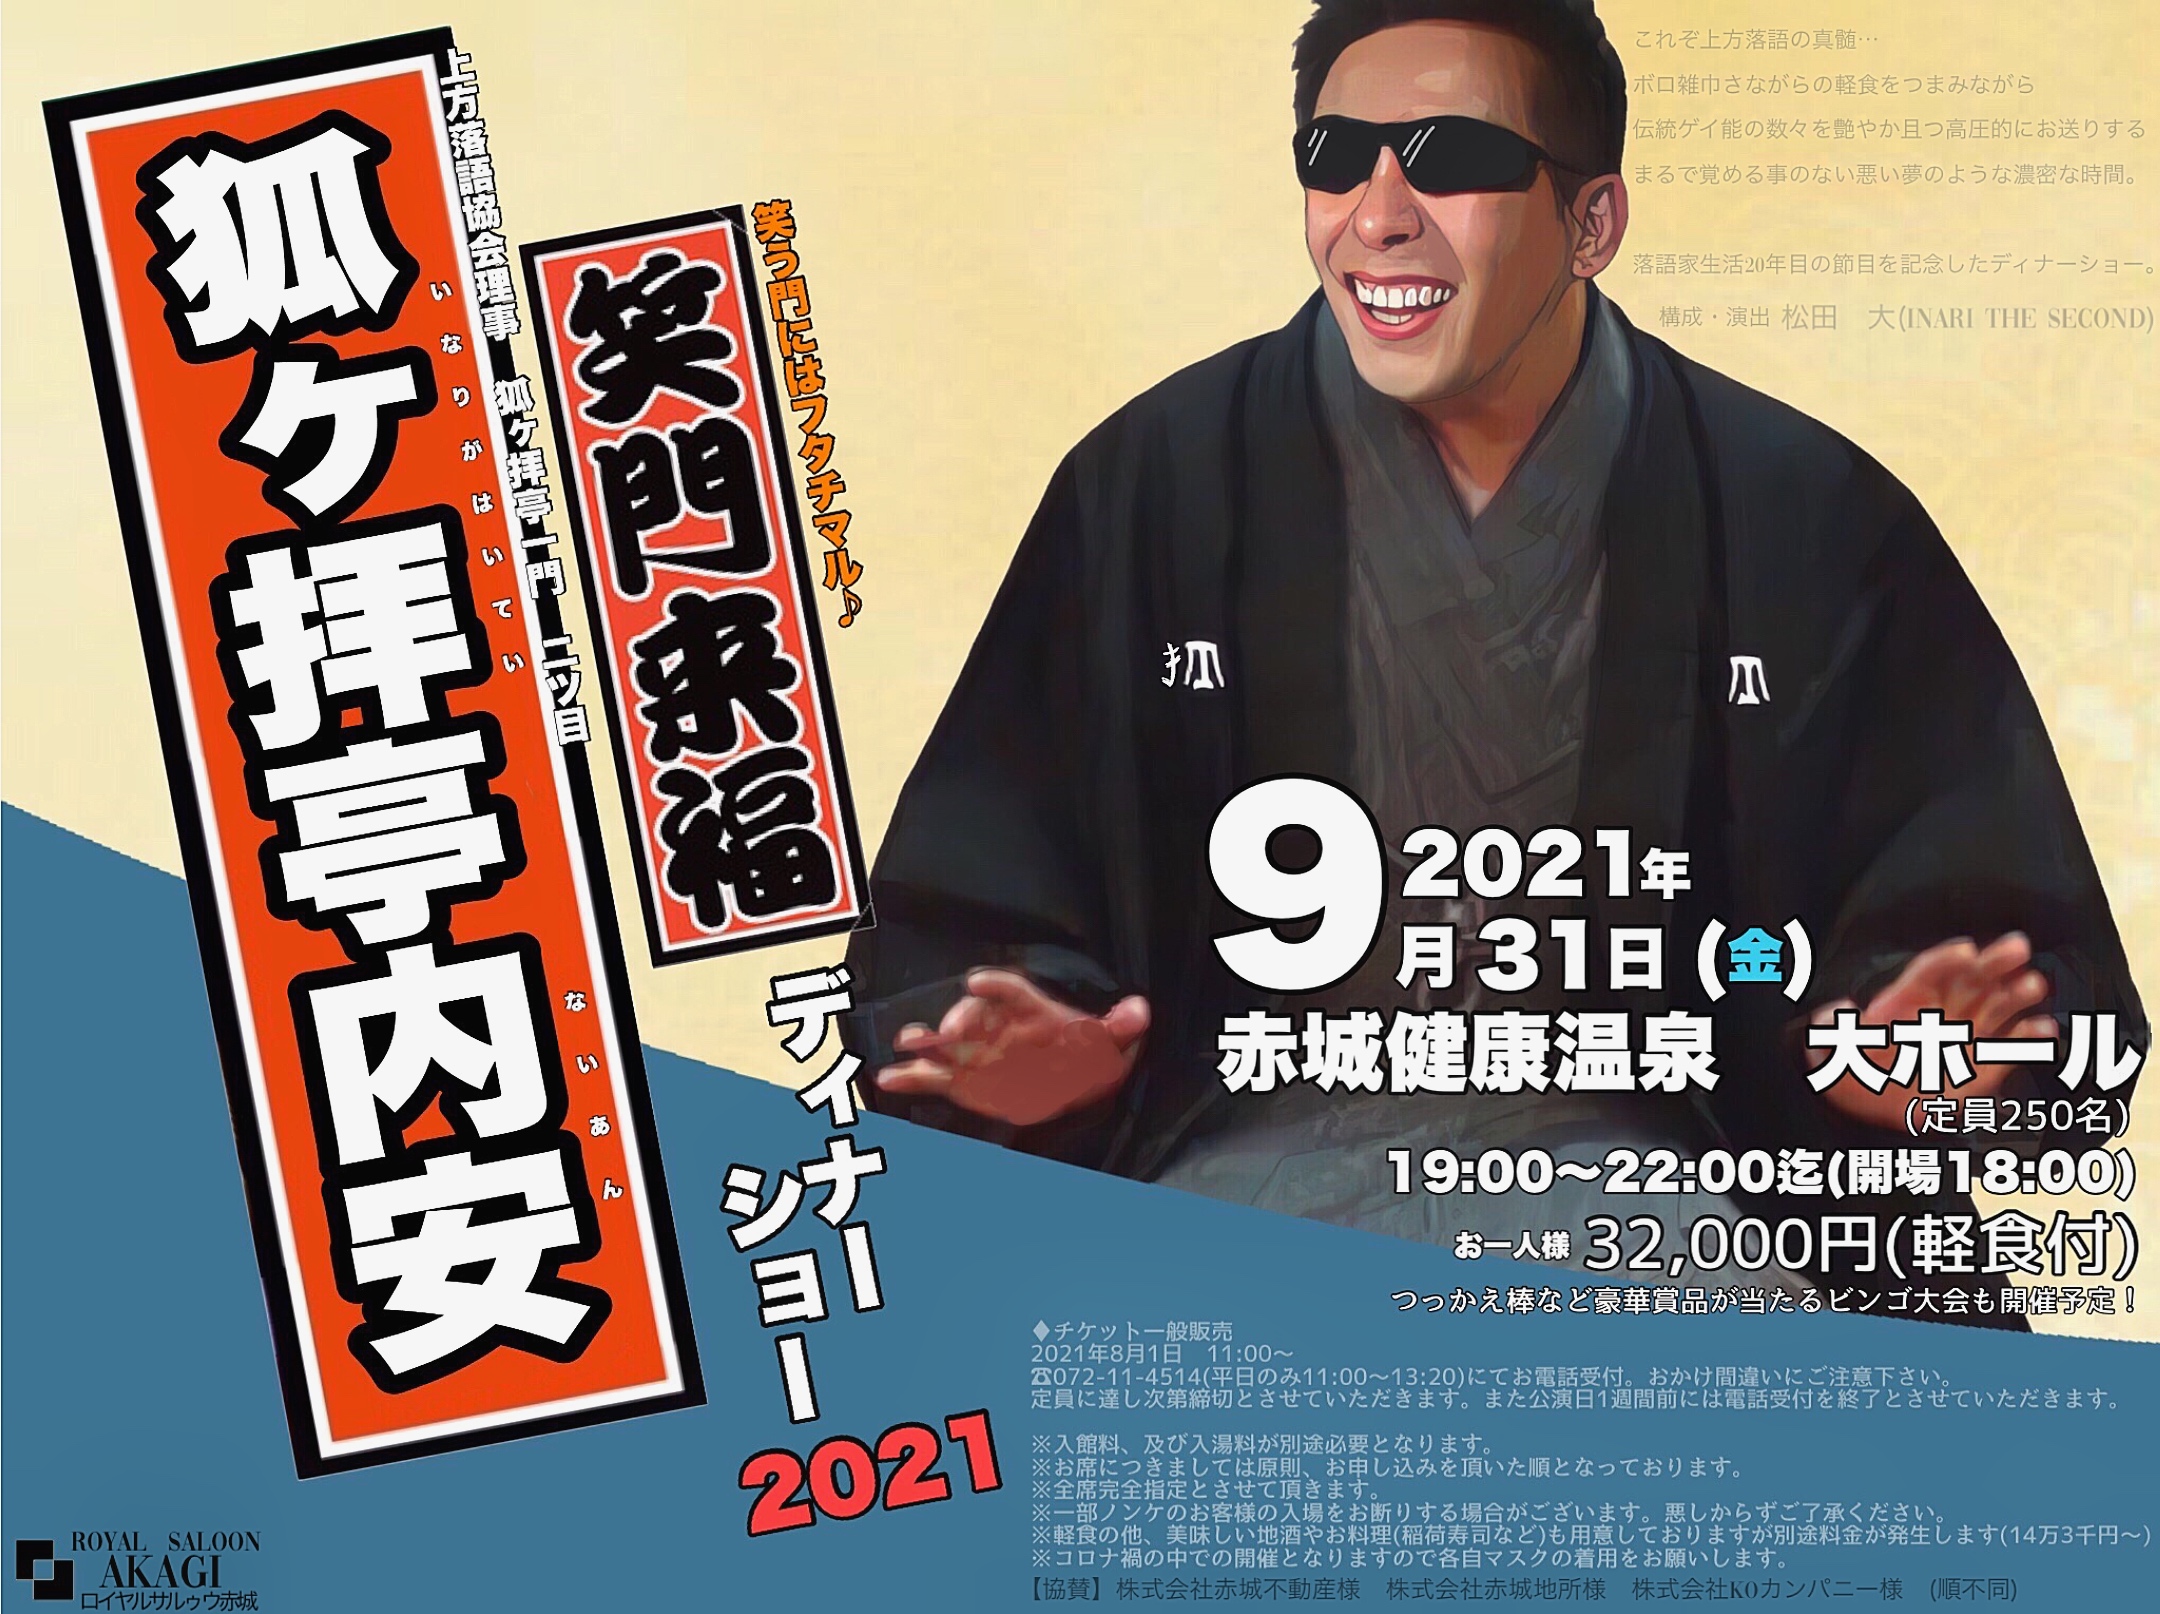 狐ヶ拝亭内安
いなりがはいてい
ないあん
上方落語協会理事　狐ヶ拝亭一門　二ツ目
笑門来福
笑う門にはフタチマル♪
ディナー
ショー
2021
これぞ上方落語の真髄…
ボロ雑巾さながらの軽食をつまみながら
伝統ゲイ能の数々を艶やか且つ高圧的にお送りする
まるで覚める事のない悪い夢のような濃密な時間。
落語家生活20年目の節目を記念したディナーショー。
構成・演出 松田　大(INARI THE SECOND)
2021年
9月31日(金)
赤城健康温泉　大ホール
(定員250名)
19:00〜22:00迄(開場18:00)
お一人様 32,000円(軽食付)
つっかえ棒など豪華賞品が当たるビンゴ大会も開催予定！
♦チケット一般販売
2021年8月1日　11:00〜
☎072-11-4514(平日のみ11:00〜13:20)にてお電話受付。おかけ間違いにご注意下さい。
定員に達し次第締切とさせていただきます。また公演日1週間前には電話受付を終了とさせていただきます。
※入館料、及び入湯料が別途必要となります。
※お席につきましては原則、お申し込みを頂いた順となっております。
※全席完全指定とさせて頂きます。
※一部ノンケのお客様の入場をお断りする場合がございます。悪しからずご了承ください。
※軽食の他、美味しい地酒やお料理(稲荷寿司など)も用意しておりますが別途料金が発生します(14万3千円〜)
※コロナ禍の中での開催となりますので各自マスクの着用をお願いします。
【協賛】株式会社赤城不動産様　株式会社赤城地所様　株式会社KOカンパニー様　(順不同)
ROYAL SALOON
AKAGI
ロイヤルサルゥウ赤城